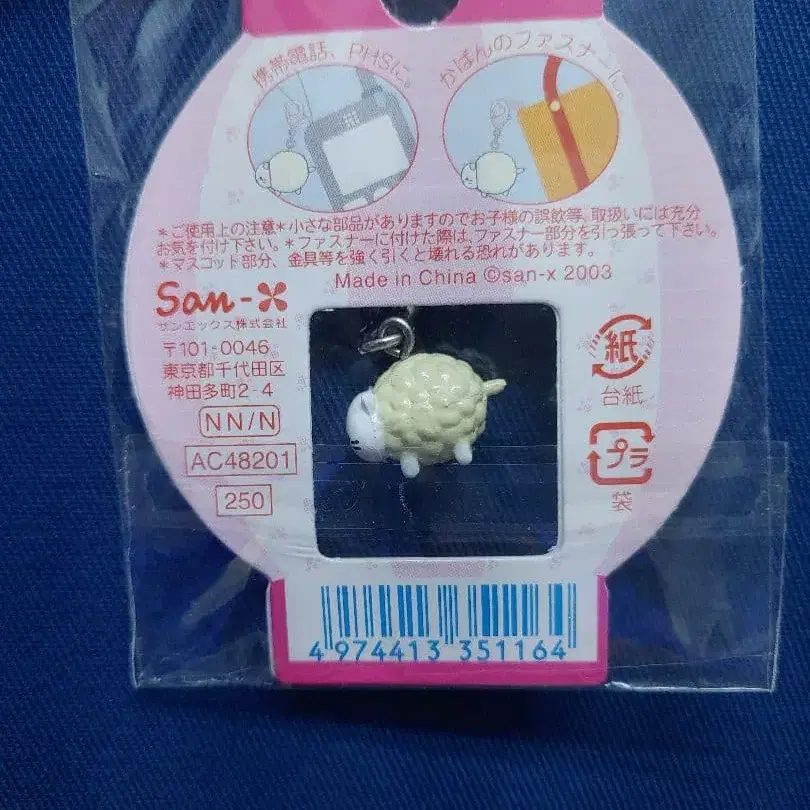 携帯電話、PHSに。
かばんのファスナーに。
*ご使用上の注意*小さな部品がありますのでお子様の誤飲等、取扱いには充分
お気を付け下さい。*ファスナーに付けた際は、ファスナー部分を引っ張って下さい。
*マスコット部分、金具等を強く引くと壊れる恐れがあります。
Made in China ©san-x 2003
San-X
サンエックス株式会社
〒101-0046
東京都千代田区
神田多町2-4
NN/N
AC48201
250
紙
台紙
プラ
袋
4 974413 351164